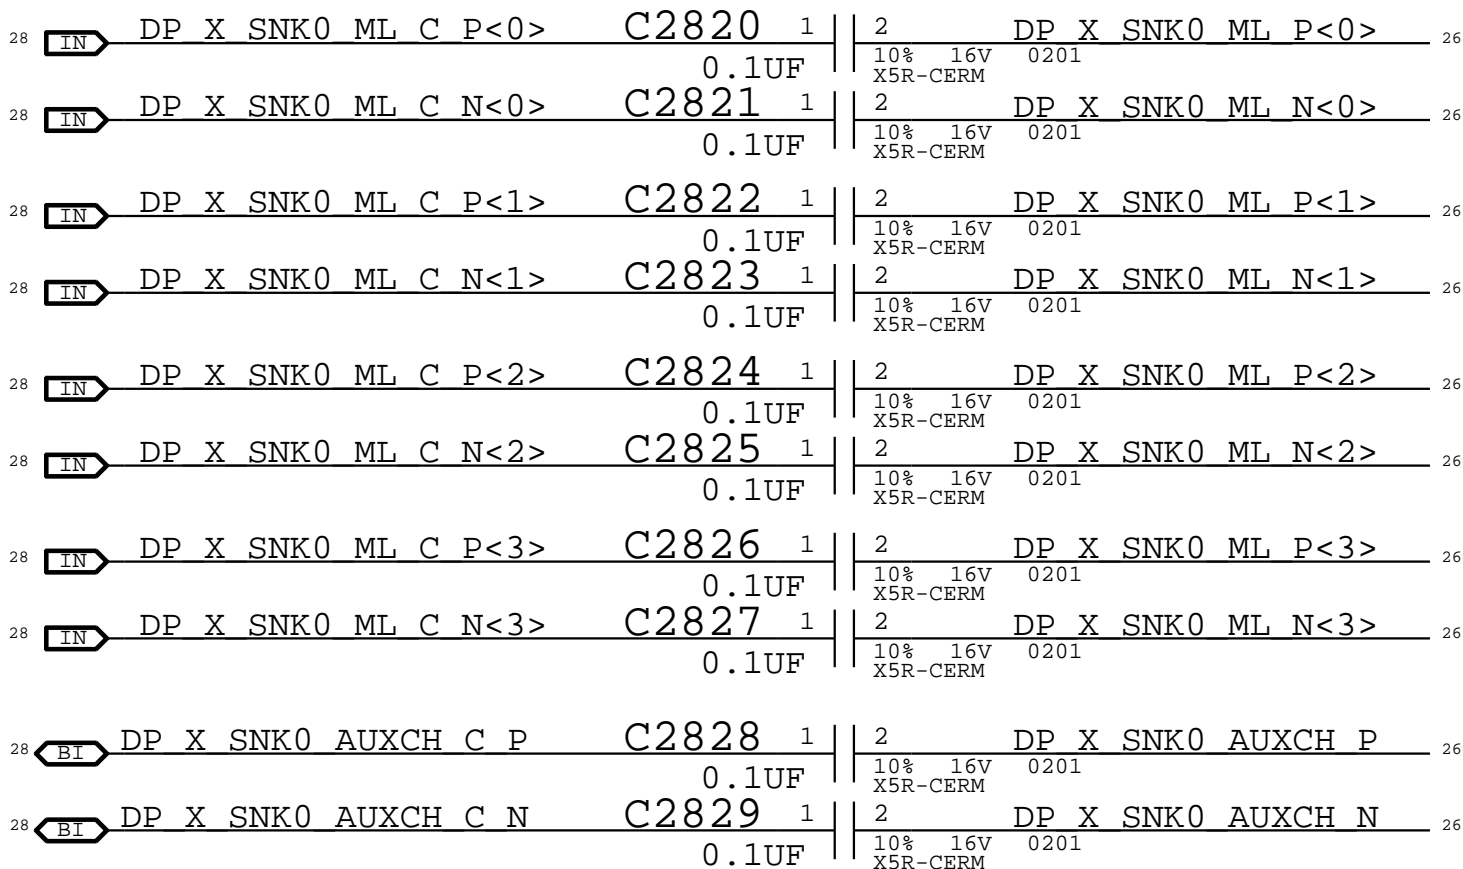 28 IN DP_X_SNK0_ML_C_P<0> C2820 1 2 DP_X_SNK0_ML_P<0> 26
0.1UF 10% 16V 0201
X5R-CERM
28 IN DP_X_SNK0_ML_C_N<0> C2821 1 2 DP_X_SNK0_ML_N<0> 26
0.1UF 10% 16V 0201
X5R-CERM
28 IN DP_X_SNK0_ML_C_P<1> C2822 1 2 DP_X_SNK0_ML_P<1> 26
0.1UF 10% 16V 0201
X5R-CERM
28 IN DP_X_SNK0_ML_C_N<1> C2823 1 2 DP_X_SNK0_ML_N<1> 26
0.1UF 10% 16V 0201
X5R-CERM
28 IN DP_X_SNK0_ML_C_P<2> C2824 1 2 DP_X_SNK0_ML_P<2> 26
0.1UF 10% 16V 0201
X5R-CERM
28 IN DP_X_SNK0_ML_C_N<2> C2825 1 2 DP_X_SNK0_ML_N<2> 26
0.1UF 10% 16V 0201
X5R-CERM
28 IN DP_X_SNK0_ML_C_P<3> C2826 1 2 DP_X_SNK0_ML_P<3> 26
0.1UF 10% 16V 0201
X5R-CERM
28 IN DP_X_SNK0_ML_C_N<3> C2827 1 2 DP_X_SNK0_ML_N<3> 26
0.1UF 10% 16V 0201
X5R-CERM
28 BI DP_X_SNK0_AUXCH_C_P C2828 1 2 DP_X_SNK0_AUXCH_P 26
0.1UF 10% 16V 0201
X5R-CERM
28 BI DP_X_SNK0_AUXCH_C_N C2829 1 2 DP_X_SNK0_AUXCH_N 26
0.1UF 10% 16V 0201
X5R-CERM